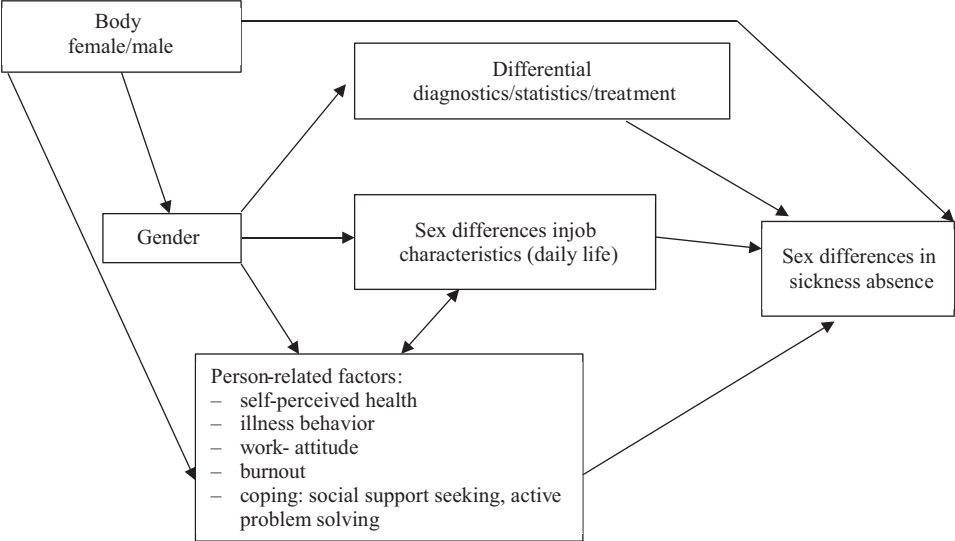 Body
female/male
Differential
diagnostics/statistics/treatment
Gender
Sex differences injob
characteristics (daily life)
Sex differences in
sickness absence
Person-related factors:
– self-perceived health
– illness behavior
– work- attitude
– burnout
– coping: social support seeking, active
problem solving